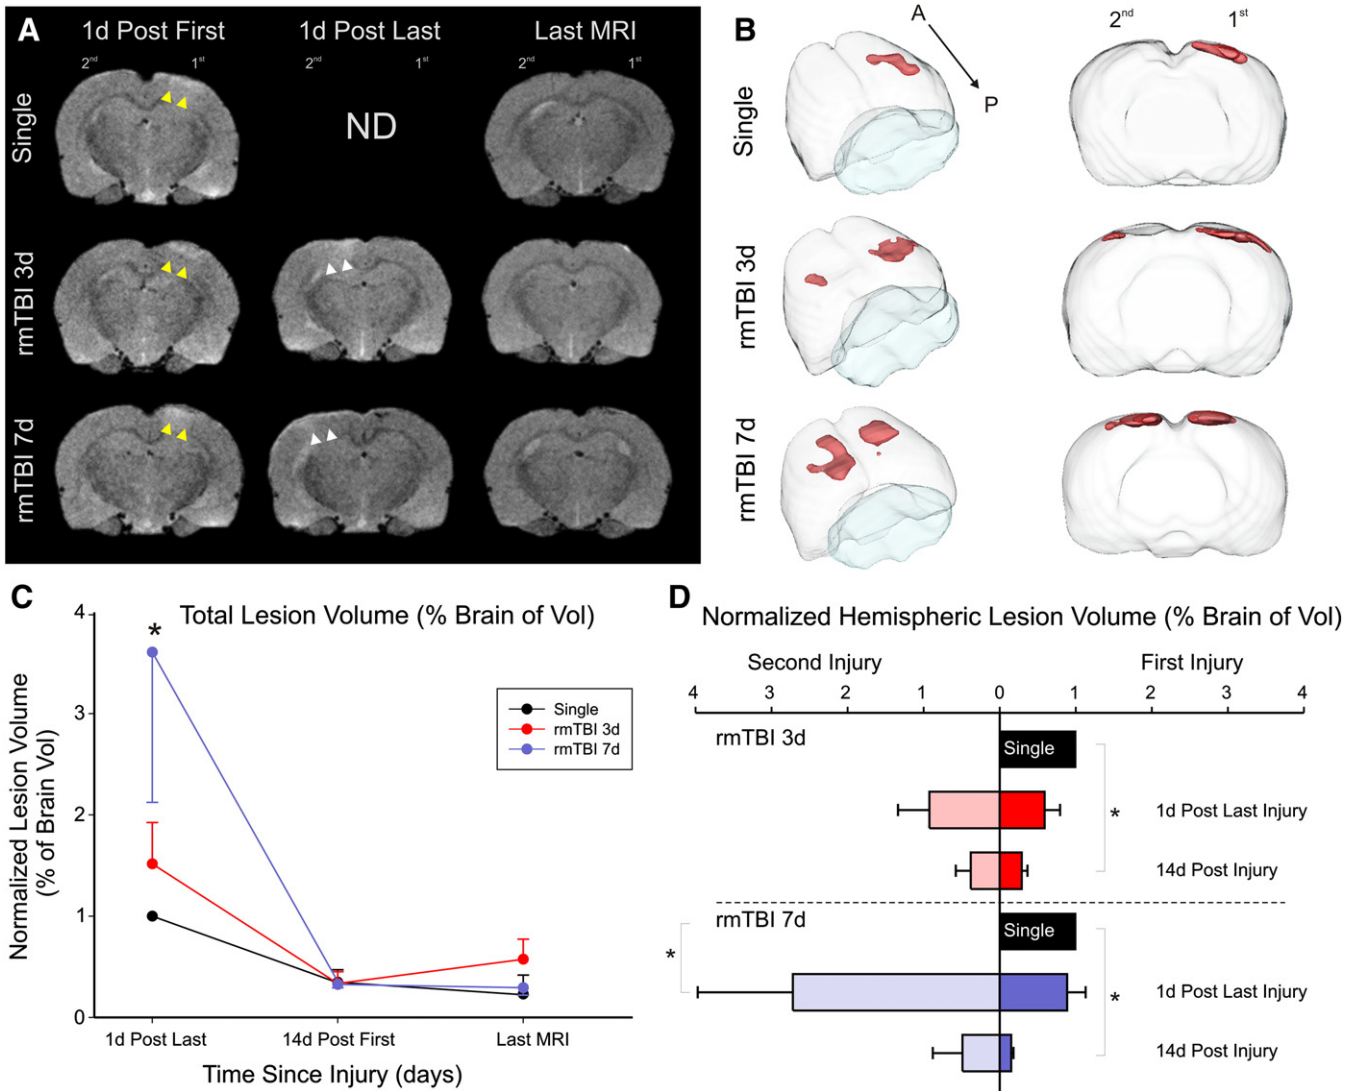 A
1d Post First
1d Post Last
Last MRI
2nd
1st
2nd
1st
2nd
1st
Single
ND
rmTBI 3d
rmTBI 7d
B
A
P
2nd
1st
Single
rmTBI 3d
rmTBI 7d
C
Total Lesion Volume (% Brain of Vol)
Normalized Lesion Volume
(% of Brain Vol)
4
3
2
1
0
*
Single
rmTBI 3d
rmTBI 7d
1d Post Last
14d Post First
Last MRI
Time Since Injury (days)
D
Normalized Hemispheric Lesion Volume (% Brain of Vol)
Second Injury
First Injury
4 3 2 1 0 1 2 3 4
rmTBI 3d
Single
1d Post Last Injury
*
14d Post Injury
rmTBI 7d
Single
*
1d Post Last Injury
*
14d Post Injury